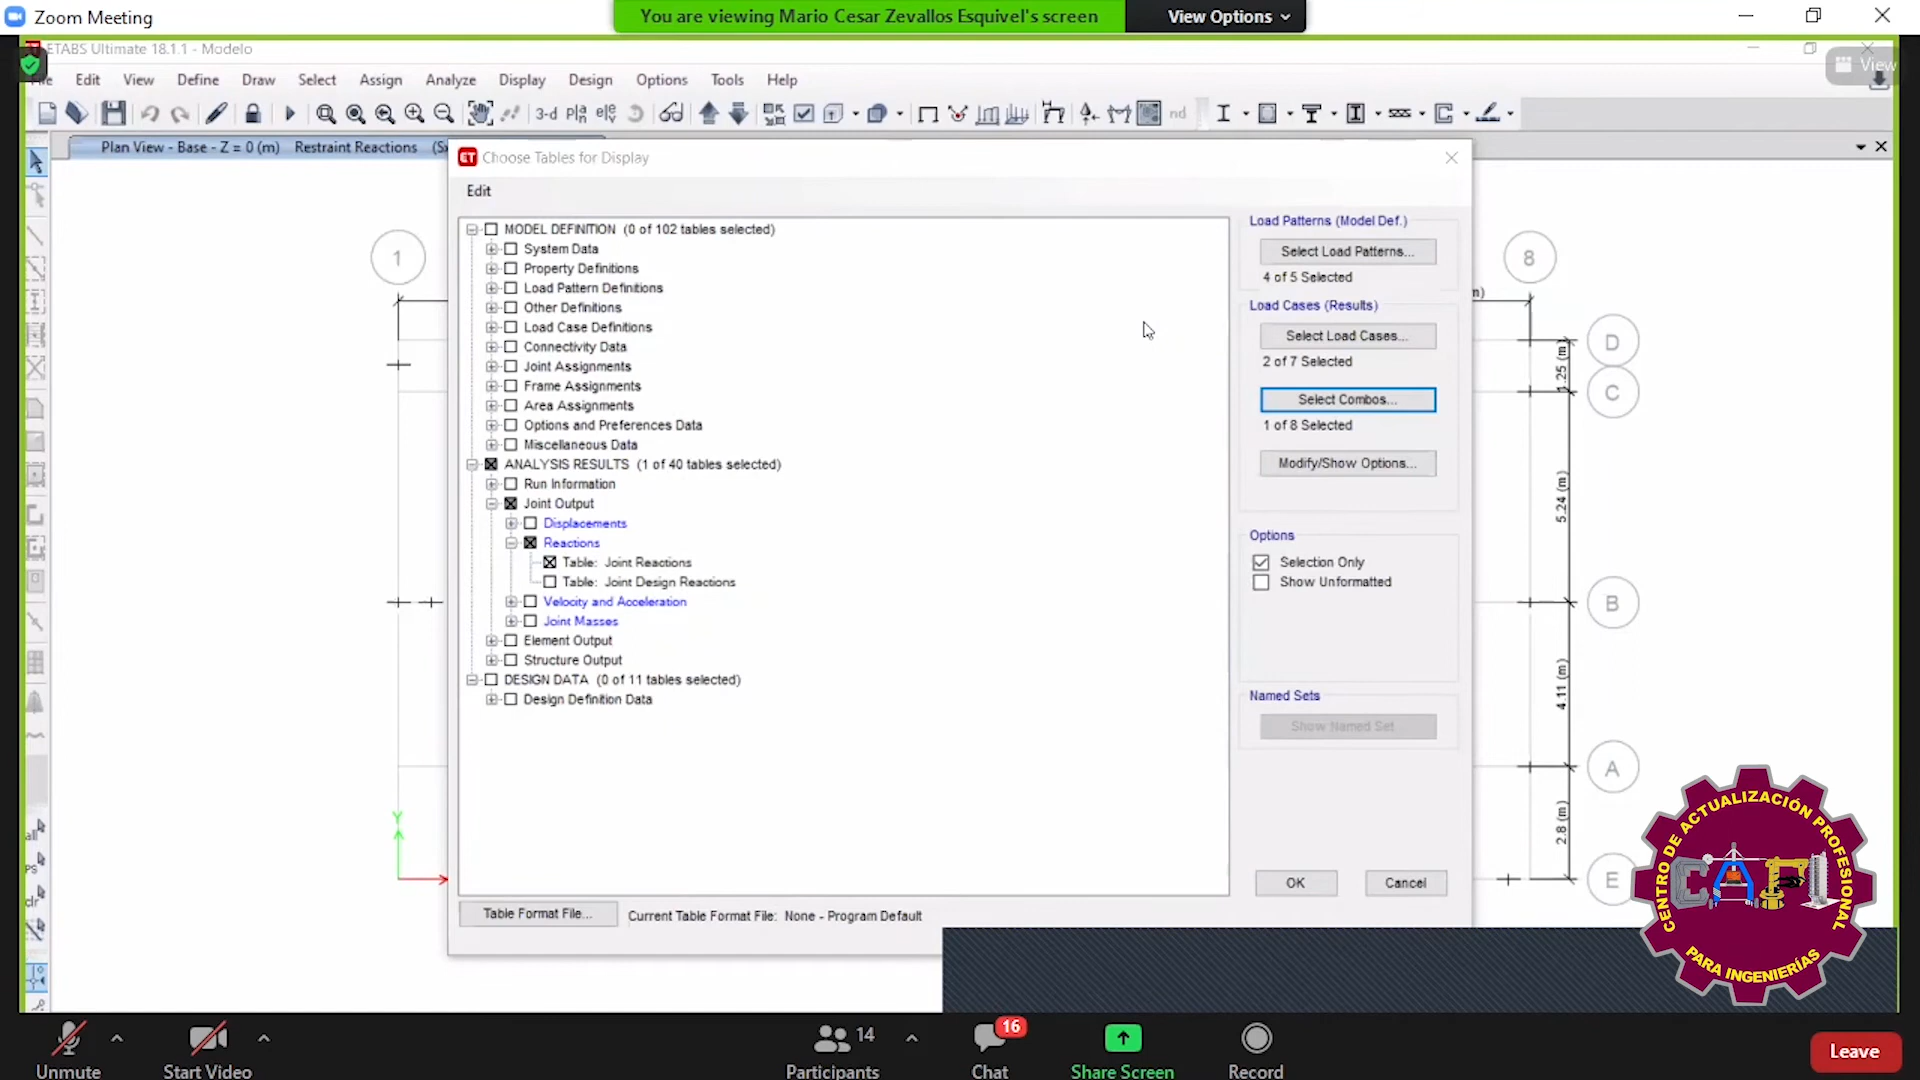 Zoom Meeting
You are viewing Mario Cesar Zevallos Esquivel's screen
View Options
ETABS Ultimate 18.1.1 - Modelo
View
Edit View Define Draw Select Assign Analyze Display Design Options Tools Help
3-d
nd
Plan View - Base - Z = 0 (m) Restraint Reactions
Choose Tables for Display
Edit
MODEL DEFINITION (0 of 102 tables selected)
System Data
Property Definitions
Load Pattern Definitions
Other Definitions
Load Case Definitions
Connectivity Data
Joint Assignments
Frame Assignments
Area Assignments
Options and Preferences Data
Miscellaneous Data
ANALYSIS RESULTS (1 of 40 tables selected)
Run Information
Joint Output
Displacements
Reactions
Table: Joint Reactions
Table: Joint Design Reactions
Velocity and Acceleration
Joint Masses
Element Output
Structure Output
DESIGN DATA (0 of 11 tables selected)
Design Definition Data
Load Patterns (Model Def.)
Select Load Patterns...
4 of 5 Selected
Load Cases (Results)
Select Load Cases...
2 of 7 Selected
Select Combos...
1 of 8 Selected
Modify/Show Options...
Options
Selection Only
Show Unformatted
Named Sets
Show Named Set
OK
Cancel
Table Format File...
Current Table Format File: None - Program Default
1
8
D
C
B
A
E
1.25 (m)
5.24 (m)
4.11 (m)
2.8 (m)
Y
CENTRO DE ACTUALIZACIÓN PROFESIONAL
CAPI
PARA INGENIERÍAS
Unmute
Start Video
14
Participants
16
Chat
Share Screen
Record
Leave